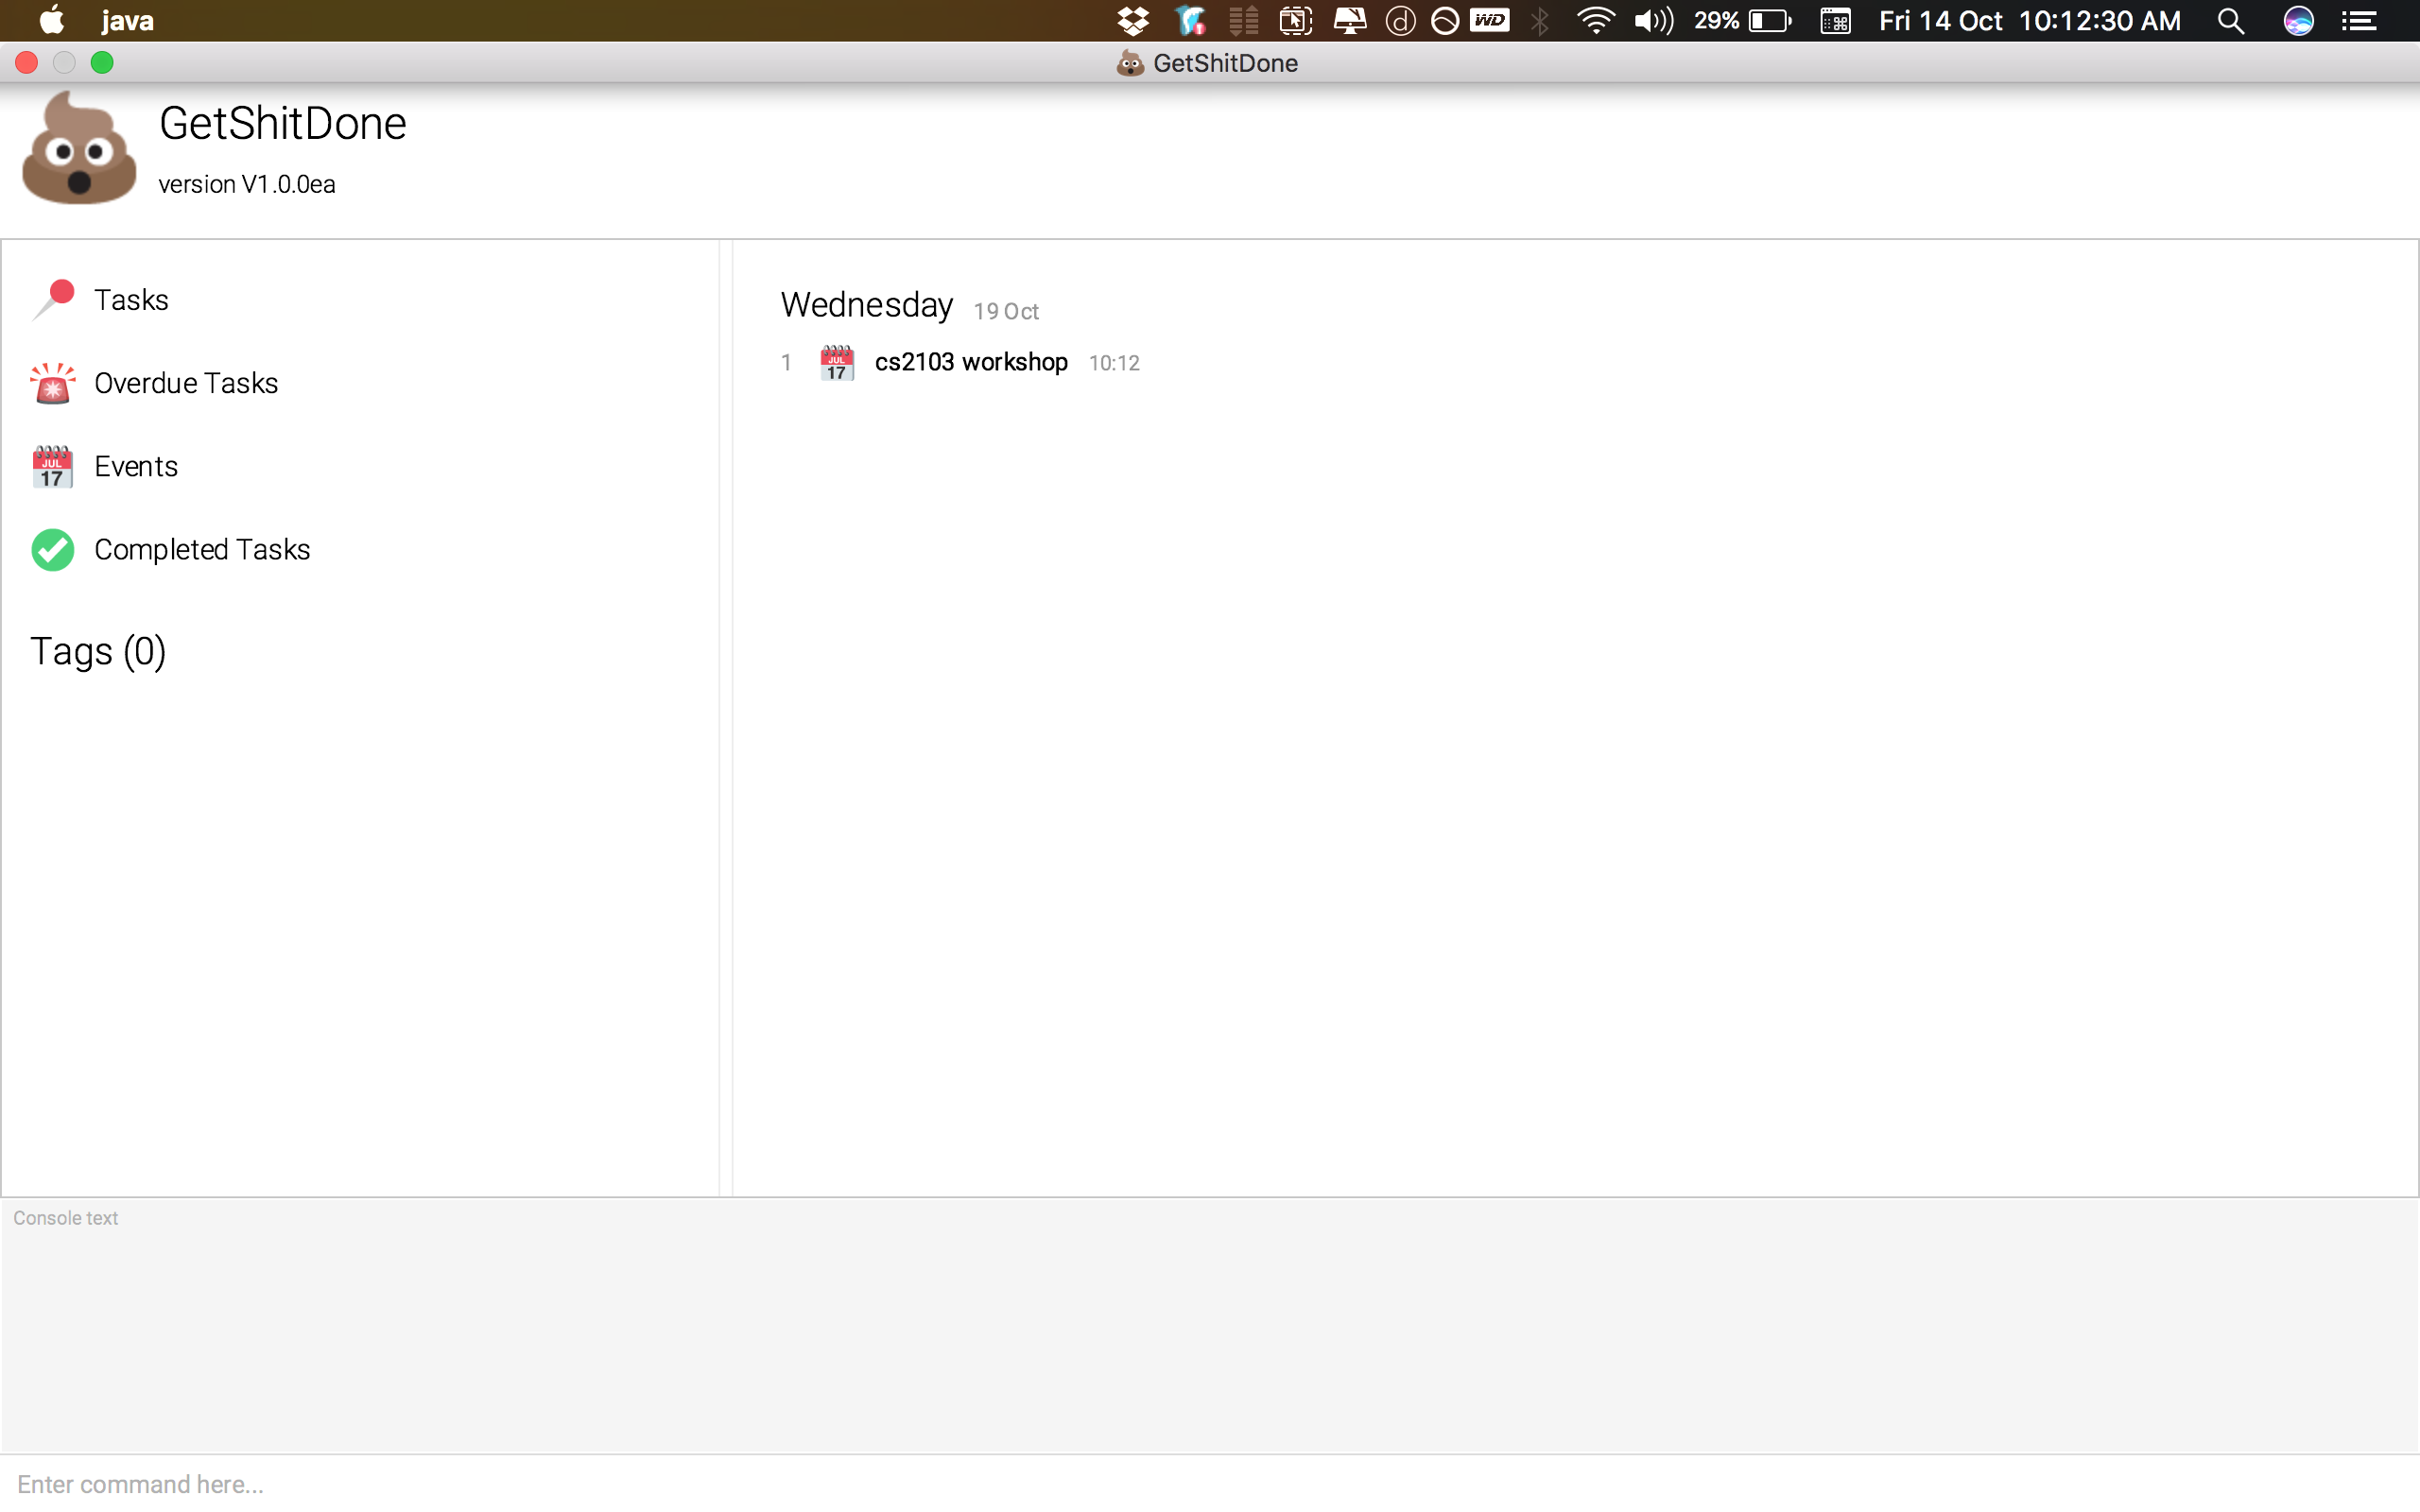 java
29% Fri 14 Oct 10:12:30 AM
GetShitDone
GetShitDone
version V1.0.0ea
Tasks
Overdue Tasks
JUL
17
Events
Completed Tasks
Tags (0)
Wednesday 19 Oct
1 JUL 17 cs2103 workshop 10:12
Console text
Enter command here...